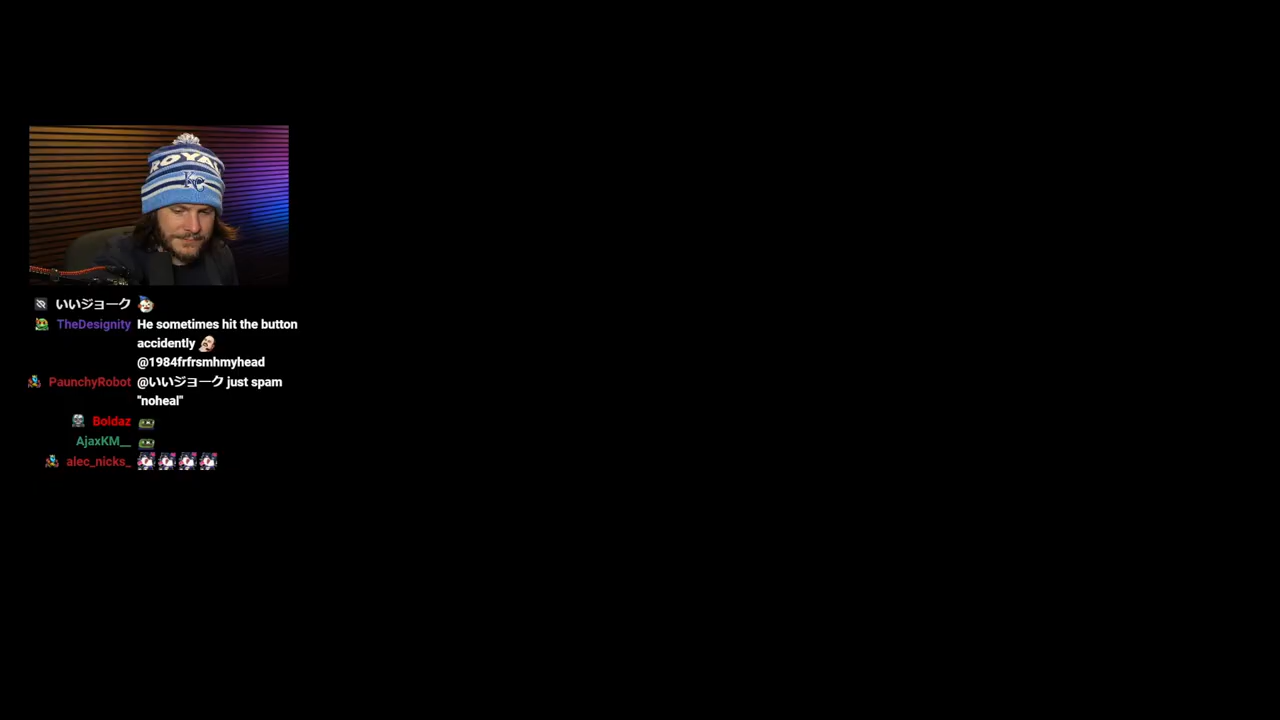 ROYAL
KC
いいジョーク
TheDesignity He sometimes hit the button
accidently
@1984frfrsmhmyhead
PaunchyRobot @いいジョーク just spam
"noheal"
Boldaz
AjaxKM__
alec_nicks_